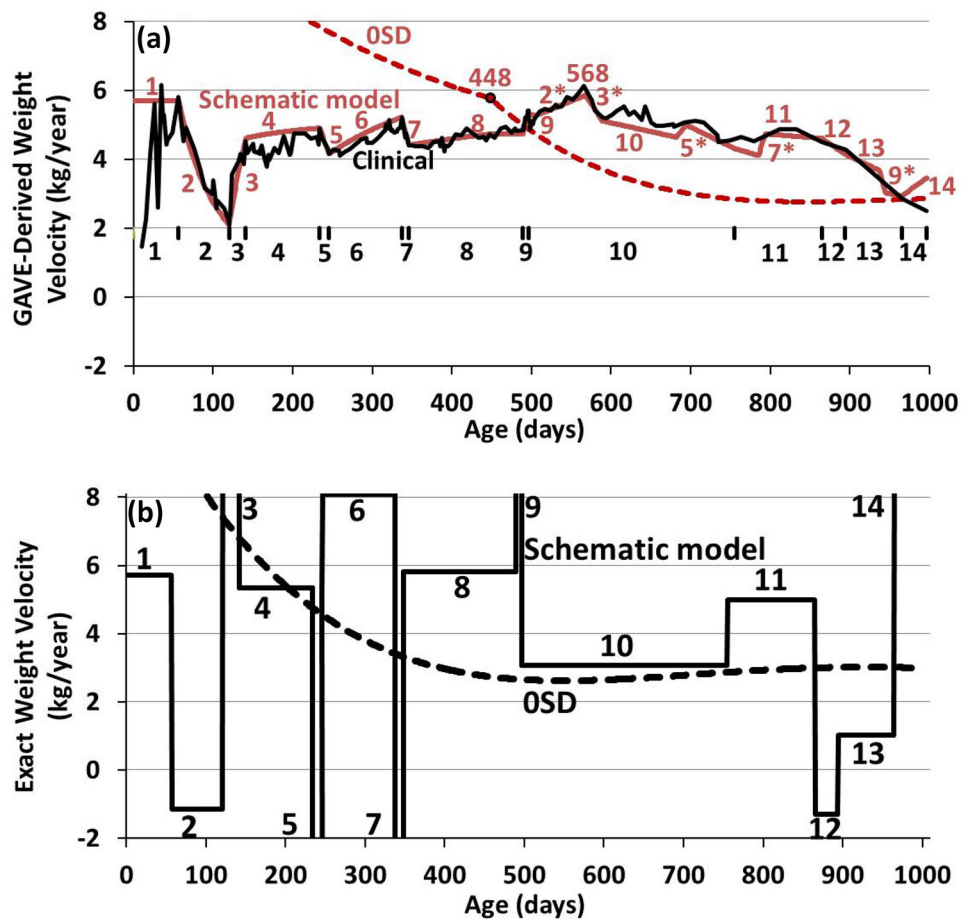 (a)
GAVE-Derived Weight
Velocity (kg/year)
8
6
4
2
0
-2
0SD
448
568
1
Schematic model
4
6
2*
3*
11
2
3
5
7
8
9
10
5*
7*
12
13
9*
14
Clinical
1 2 3 4 5 6 7 8 9 10 11 12 13 14
0 100 200 300 400 500 600 700 800 900 1000
Age (days)
(b)
Exact Weight Velocity
(kg/year)
8
6
4
2
0
-2
3
6
9
14
Schematic model
1
4
8
11
10
0SD
13
2
5
7
12
0 100 200 300 400 500 600 700 800 900 1000
Age (days)